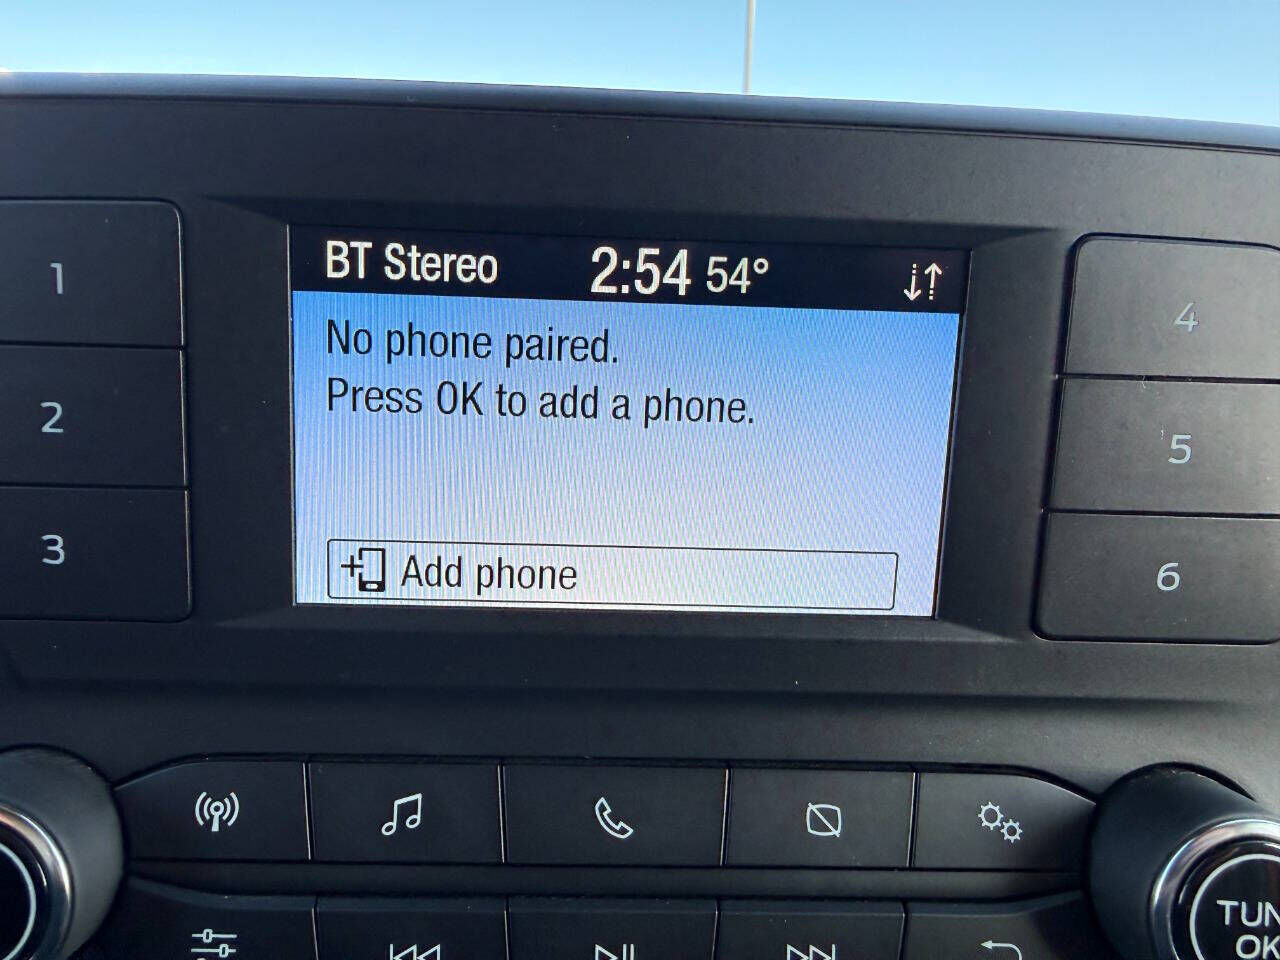 BT Stereo 2:54 54°
No phone paired.
Press OK to add a phone.
Add phone
1
2
3
4
5
6
OK